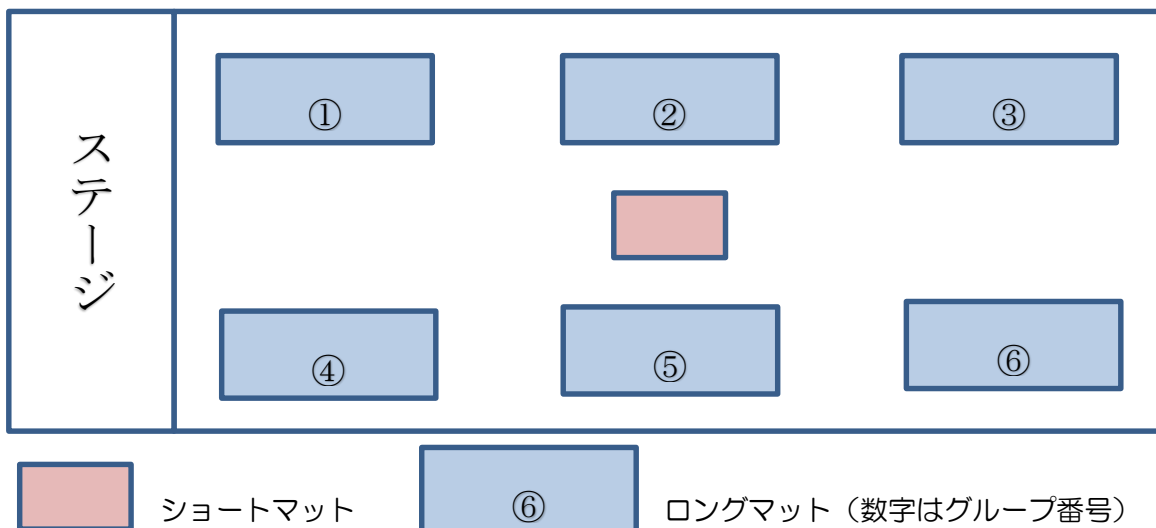 ステージ
①
②
③
④
⑤
⑥
ショートマット
⑥
ロングマット（数字はグループ番号）